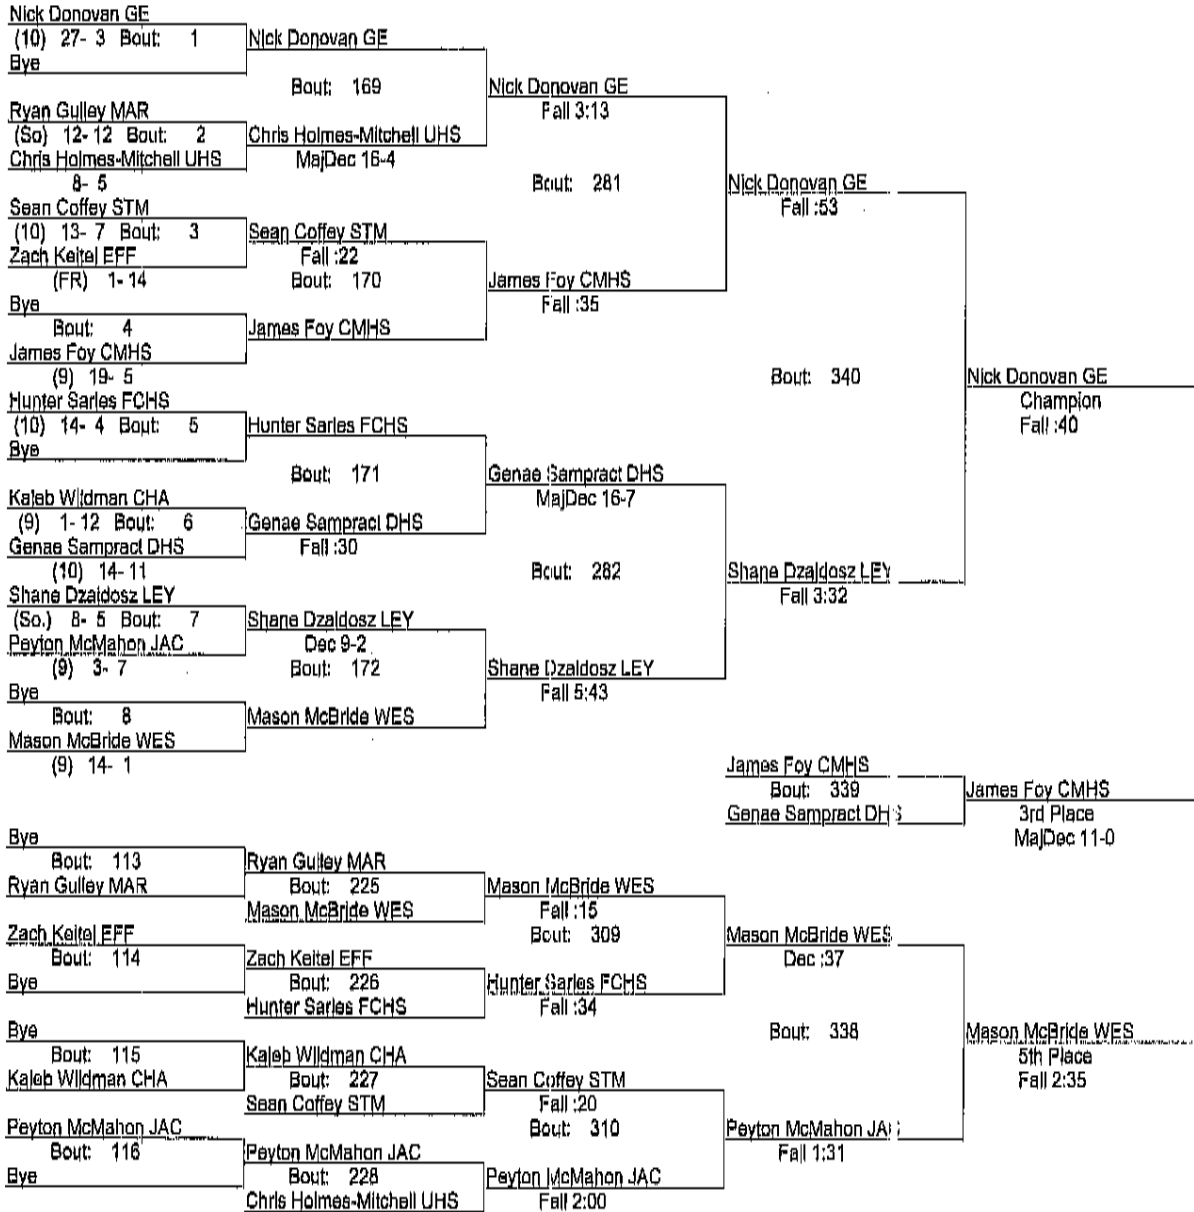 Nick Donovan GE
(10) 27- 3 Bout: 1
Bye
Nick Donovan GE
Bout: 169
Ryan Gulley MAR
(So) 12- 12 Bout: 2
Chris Holmes-Mitchell UHS
8- 5
Chris Holmes-Mitchell UHS
MajDec 16-4
Nick Donovan GE
Fall 3:13
Bout: 281
Sean Coffey STM
(10) 13- 7 Bout: 3
Zach Keitel EFF
(FR) 1- 14
Sean Coffey STM
Fall :22
Bout: 170
Bye
Bout: 4
James Foy CMHS
(9) 19- 5
James Foy CMHS
James Foy CMHS
Fall :35
Nick Donovan GE
Fall :53
Bout: 340
Hunter Sarles FCHS
(10) 14- 4 Bout: 5
Bye
Hunter Sarles FCHS
Bout: 171
Kaleb Wildman CHA
(9) 1- 12 Bout: 6
Genae Sampract DHS
(10) 14- 11
Genae Sampract DHS
Fall :30
Genae Sampract DHS
MajDec 16-7
Bout: 282
Shane Dzaldosz LEY
(So.) 8- 5 Bout: 7
Peyton McMahon JAC
(9) 3- 7
Shane Dzaldosz LEY
Dec 9-2
Bout: 172
Bye
Bout: 8
Mason McBride WES
(9) 14- 1
Mason McBride WES
Shane Dzaldosz LEY
Fall 5:43
Shane Dzaldosz LEY
Fall 3:32
Nick Donovan GE
Champion
Fall :40
James Foy CMHS
Bout: 339
Genae Sampract DHS
James Foy CMHS
3rd Place
MajDec 11-0
Bye
Bout: 113
Ryan Gulley MAR
Ryan Gulley MAR
Bout: 225
Mason McBride WES
Mason McBride WES
Fall :15
Bout: 309
Zach Keitel EFF
Bout: 114
Bye
Zach Keitel EFF
Bout: 226
Hunter Sarles FCHS
Hunter Sarles FCHS
Fall :34
Mason McBride WES
Dec :37
Bout: 338
Bye
Bout: 115
Kaleb Wildman CHA
Kaleb Wildman CHA
Bout: 227
Sean Coffey STM
Sean Coffey STM
Fall :20
Bout: 310
Peyton McMahon JAC
Bout: 116
Bye
Peyton McMahon JAC
Bout: 228
Chris Holmes-Mitchell UHS
Peyton McMahon JAC
Fall 2:00
Peyton McMahon JAC
Fall 1:31
Mason McBride WES
5th Place
Fall 2:35